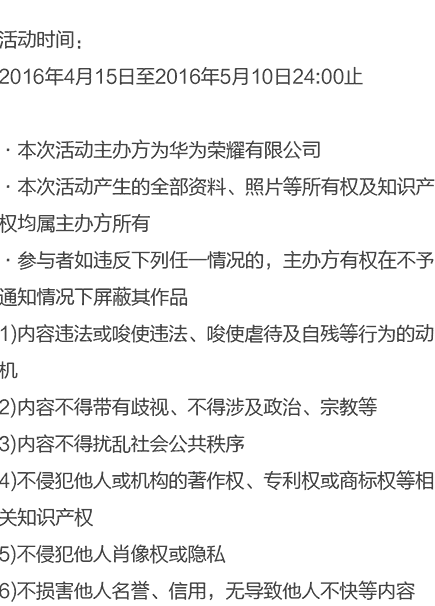 活动时间：
2016年4月15日至2016年5月10日24:00止
·本次活动主办方为华为荣耀有限公司
·本次活动产生的全部资料、照片等所有权及知识产
权均属主办方所有
·参与者如违反下列任一情况的，主办方有权在不予
通知情况下屏蔽其作品
1)内容违法或唆使违法、唆使虐待及自残等行为的动
机
2)内容不得带有歧视、不得涉及政治、宗教等
3)内容不得扰乱社会公共秩序
4)不侵犯他人或机构的著作权、专利权或商标权等相
关知识产权
5)不侵犯他人肖像权或隐私
6)不损害他人名誉、信用，无导致他人不快等内容